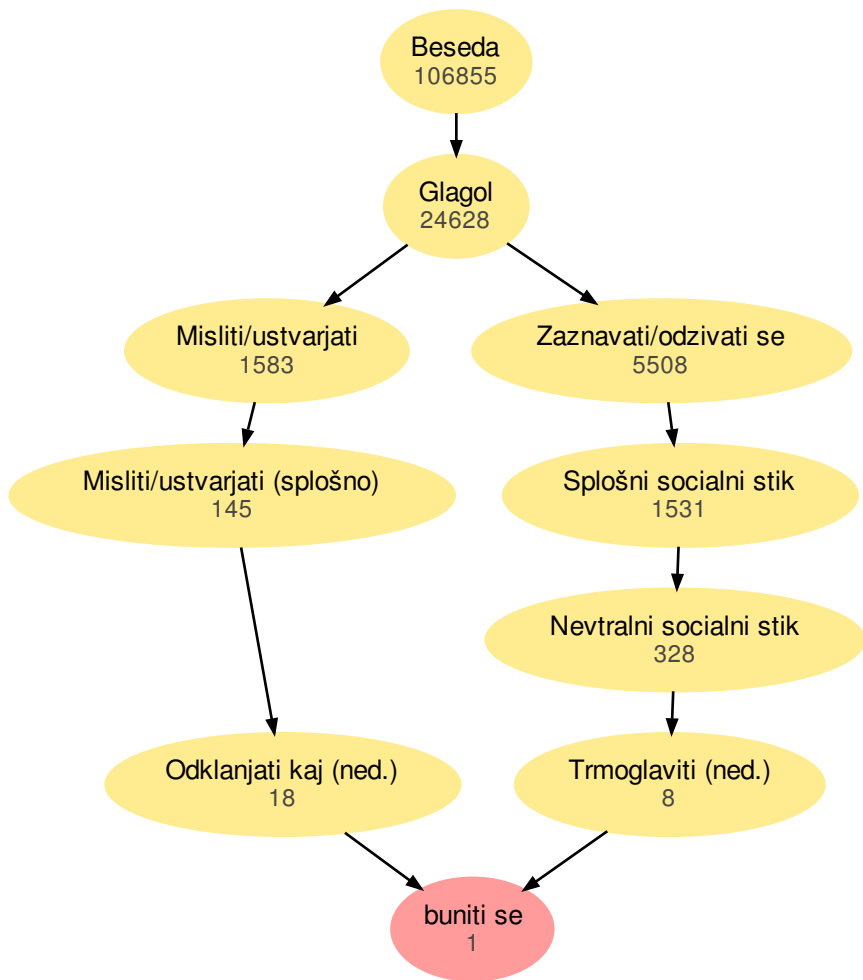 Beseda
106855
Glagol
24628
Misliti/ustvarjati
1583
Zaznavati/odzivati se
5508
Misliti/ustvarjati (splošno)
145
Splošni socialni stik
1531
Nevtralni socialni stik
328
Odklanjati kaj (ned.)
18
Trmoglaviti (ned.)
8
buniti se
1